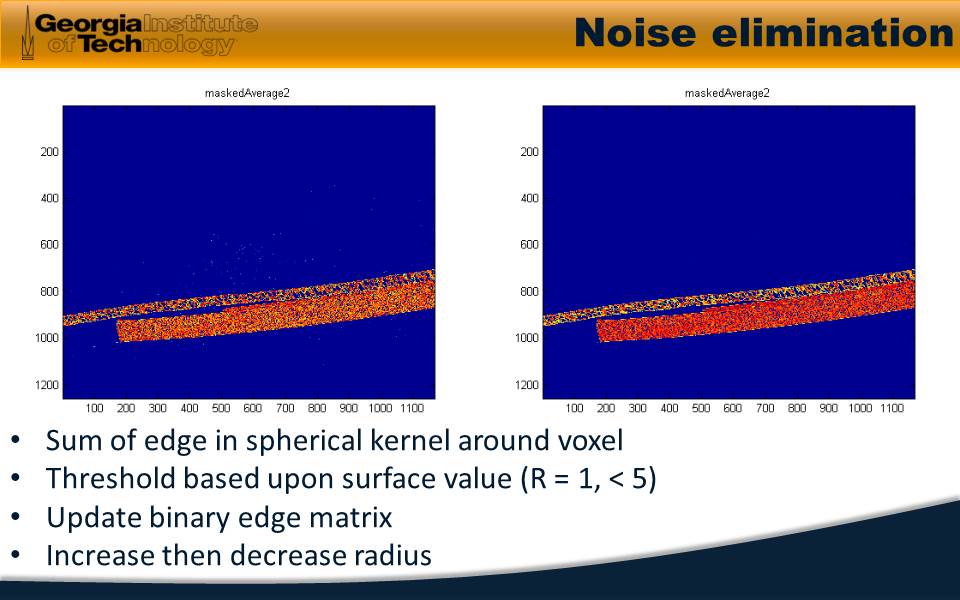 Georgia Institute
of Technology
Noise elimination
maskedAverage2
200
400
600
800
1000
1200
100 200 300 400 500 600 700 800 900 1000 1100
maskedAverage2
200
400
600
800
1000
1200
100 200 300 400 500 600 700 800 900 1000 1100
• Sum of edge in spherical kernel around voxel
• Threshold based upon surface value (R = 1, < 5)
• Update binary edge matrix
• Increase then decrease radius